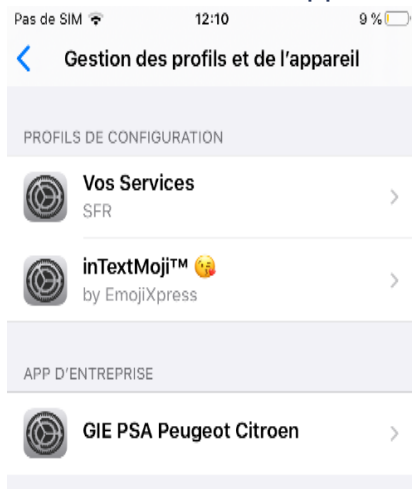 Pas de SIM 12:10 9 %
Gestion des profils et de l'appareil
PROFILS DE CONFIGURATION
Vos Services
SFR
inTextMoji™ 😘
by EmojiXpress
APP D'ENTREPRISE
GIE PSA Peugeot Citroen